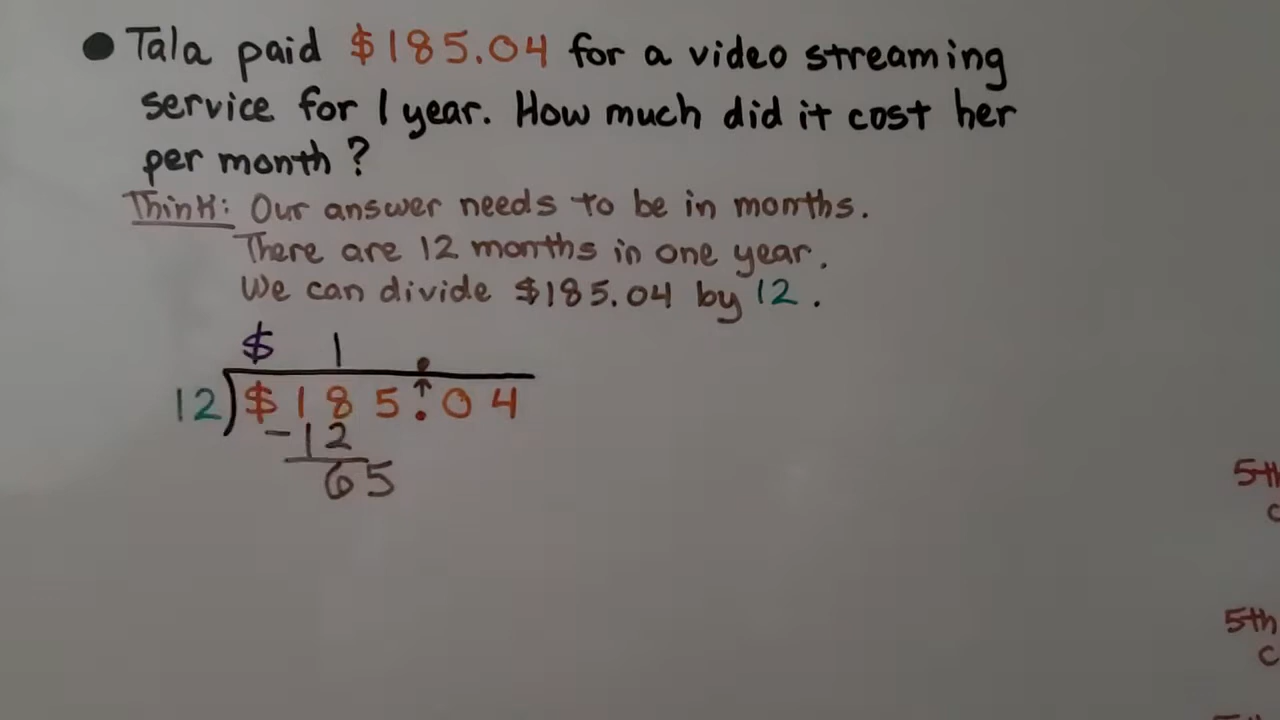 • Tala paid $185.04 for a video streaming
service for 1 year. How much did it cost her
per month?
Think: Our answer needs to be in months.
There are 12 months in one year.
We can divide $185.04 by 12.
$ 1 .
12)$185.04
-12
65
5th
c
5th
c